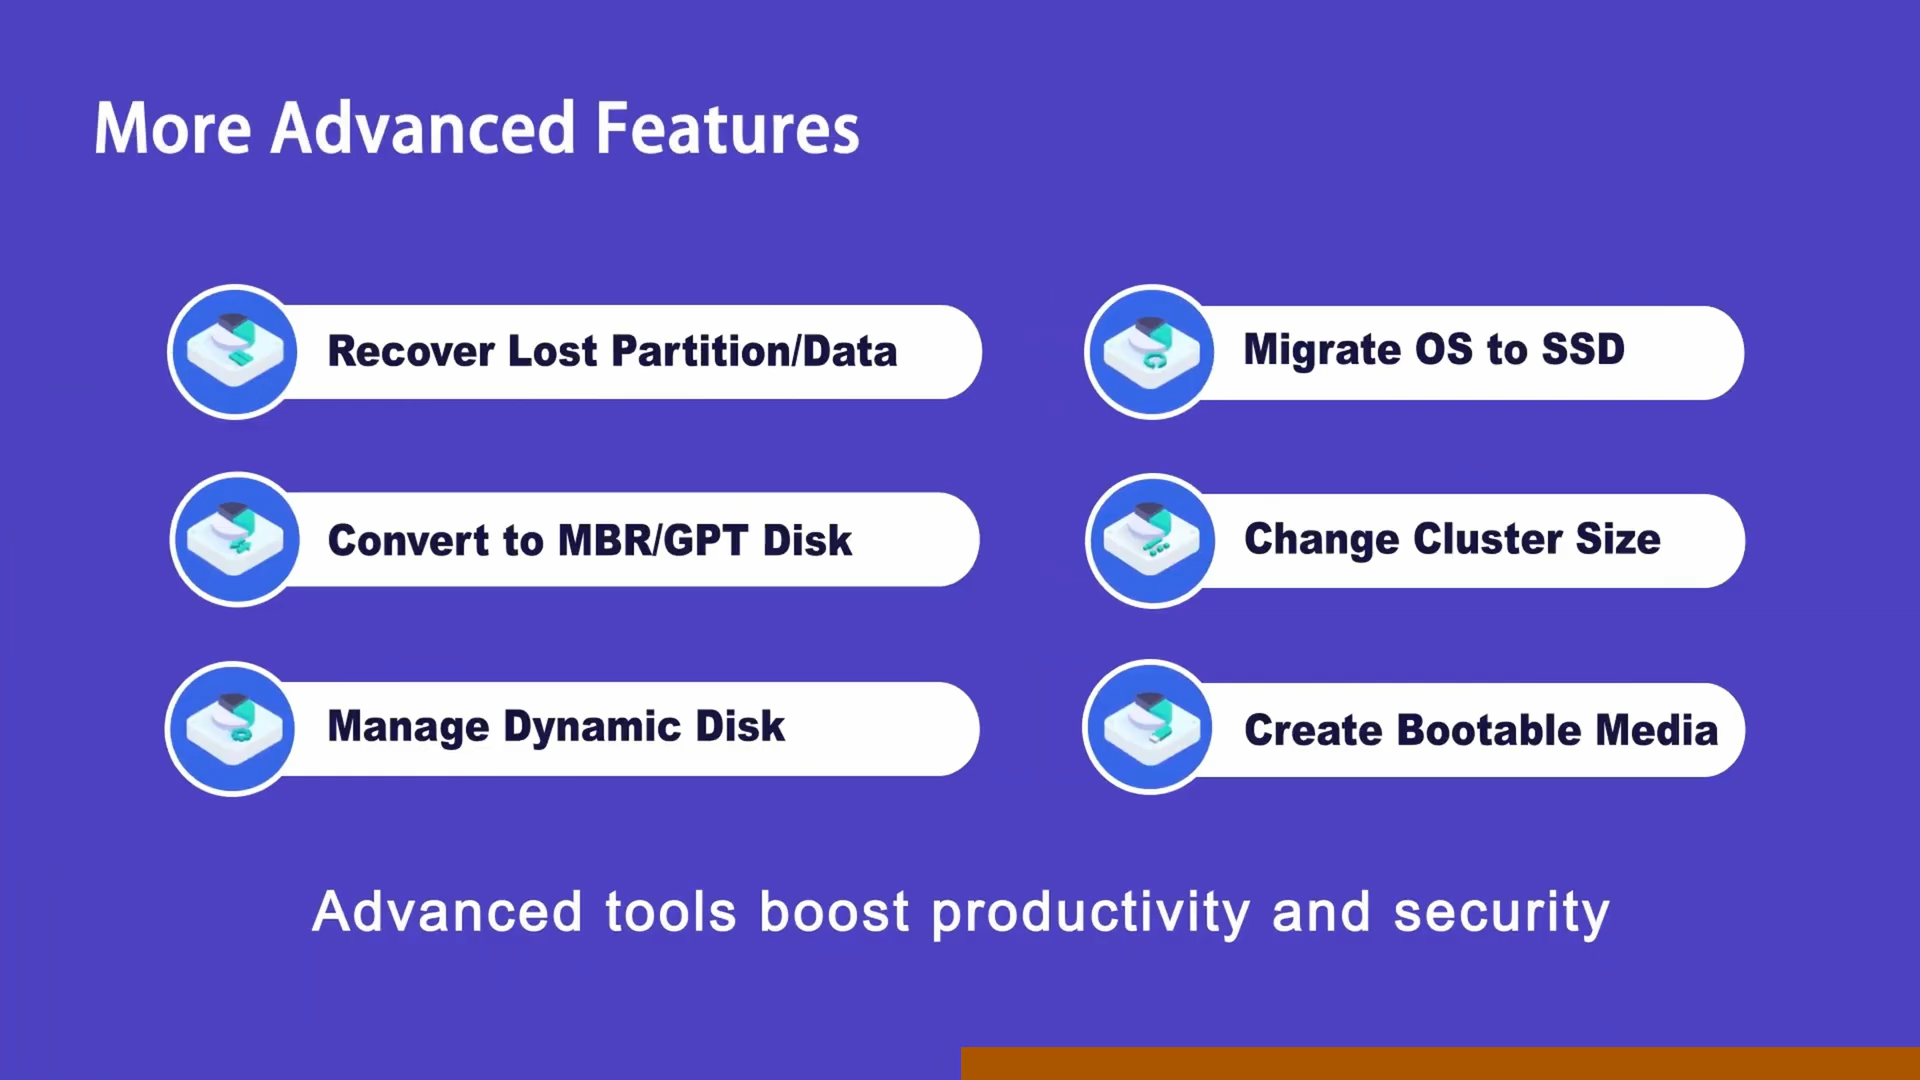 More Advanced Features
Recover Lost Partition/Data
Migrate OS to SSD
Convert to MBR/GPT Disk
Change Cluster Size
Manage Dynamic Disk
Create Bootable Media
Advanced tools boost productivity and security